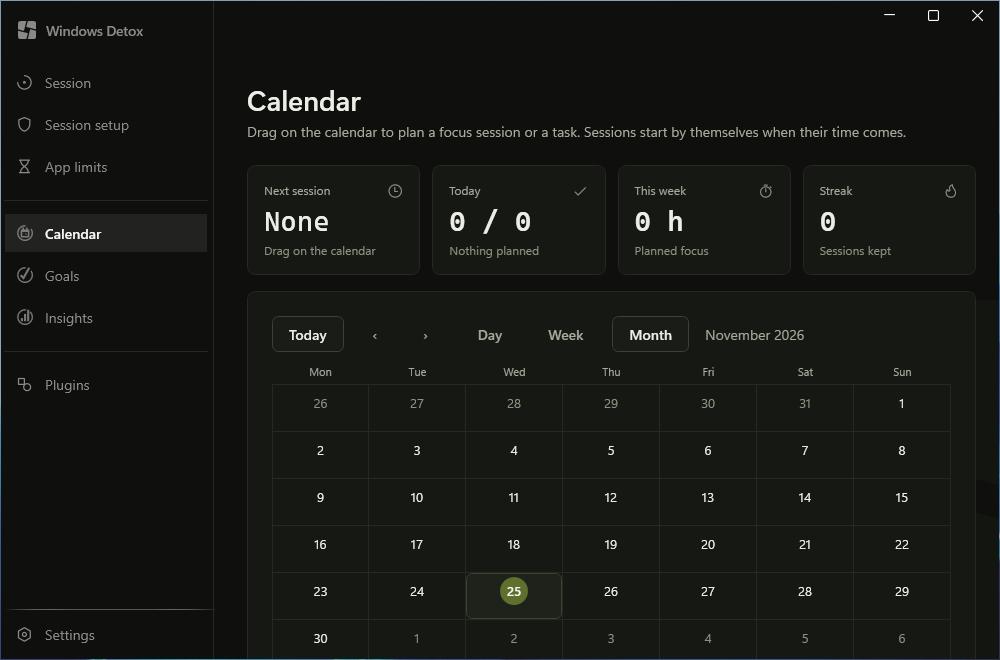 Windows Detox
Session
Session setup
App limits
Calendar
Goals
Insights
Plugins
Settings
Calendar
Drag on the calendar to plan a focus session or a task. Sessions start by themselves when their time comes.
Next session
None
Drag on the calendar
Today
0 / 0
Nothing planned
This week
0 h
Planned focus
Streak
0
Sessions kept
Today ‹ › Day Week Month November 2026
Mon Tue Wed Thu Fri Sat Sun
26 27 28 29 30 31 1
2 3 4 5 6 7 8
9 10 11 12 13 14 15
16 17 18 19 20 21 22
23 24 25 26 27 28 29
30 1 2 3 4 5 6